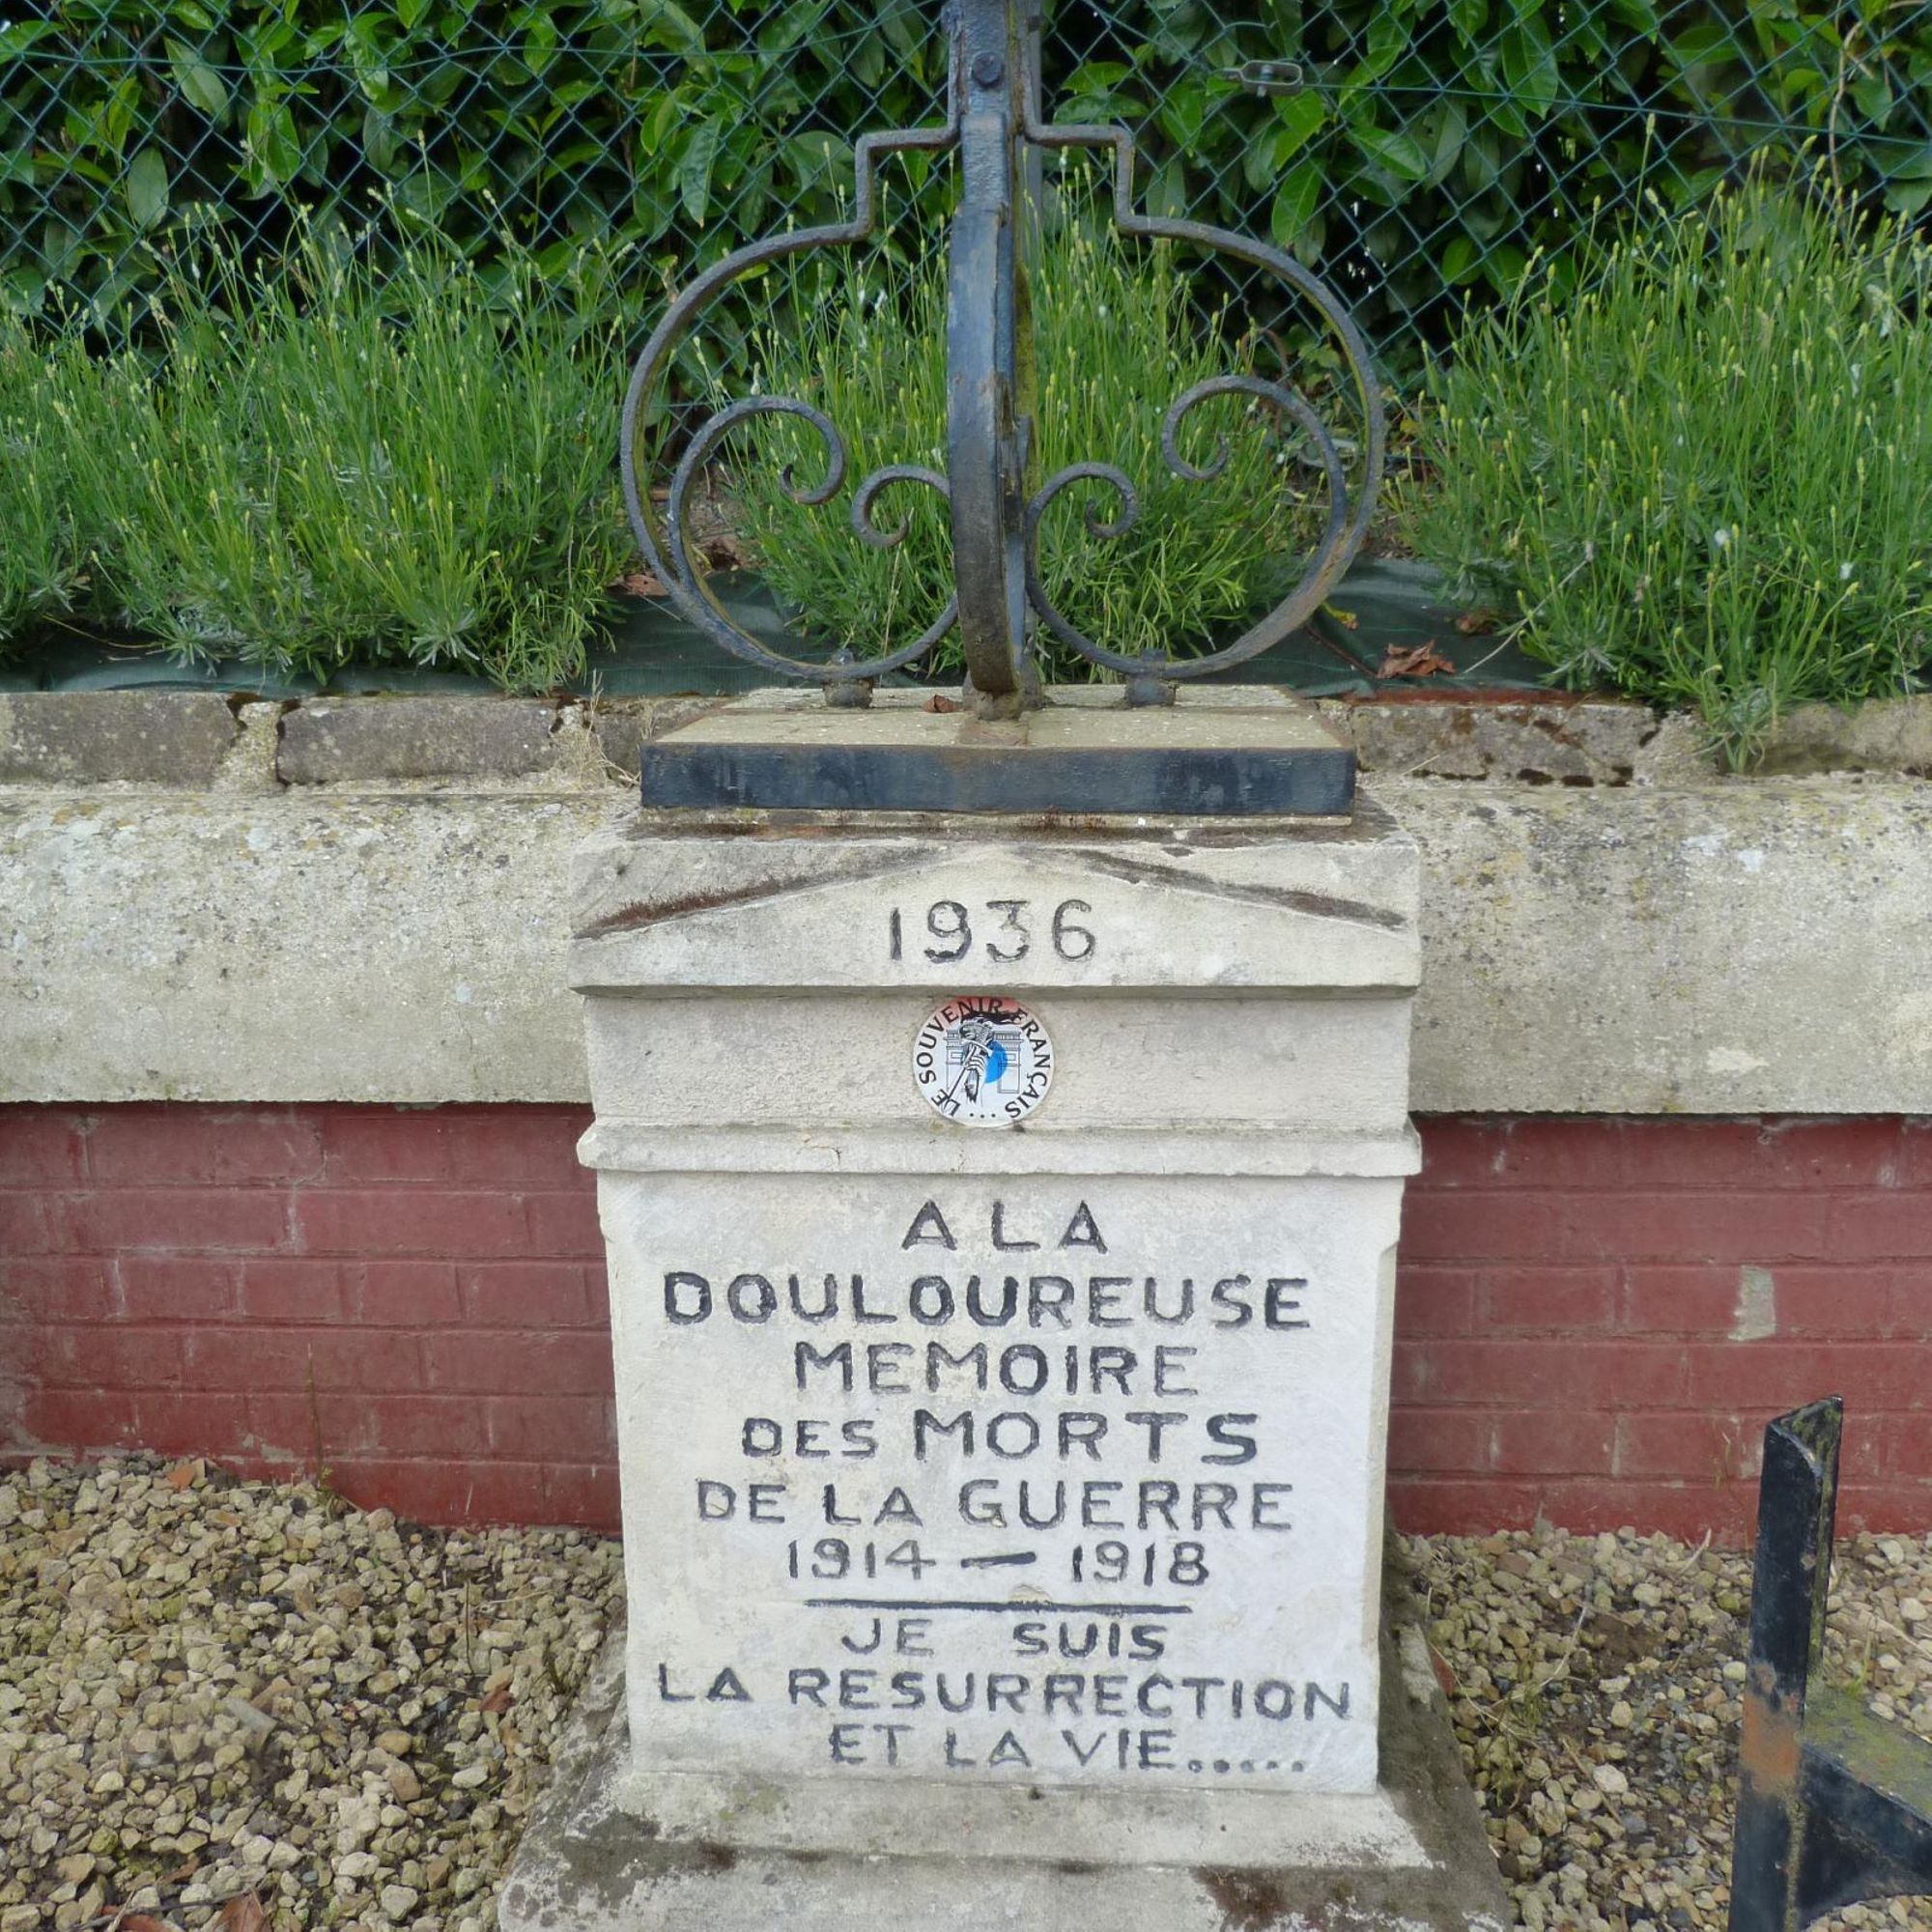 1936
LE SOUVENIR FRANÇAIS ...
A LA
DOULOUREUSE
MEMOIRE
DES MORTS
DE LA GUERRE
1914 — 1918
JE SUIS
LA RESURRECTION
ET LA VIE.....